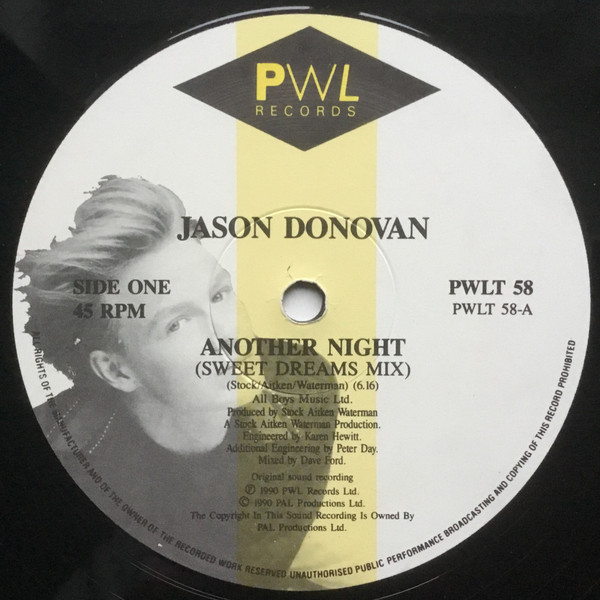 PWL
RECORDS
JASON DONOVAN
SIDE ONE
45 RPM
PWLT 58
PWLT 58-A
ANOTHER NIGHT
(SWEET DREAMS MIX)
(Stock/Aitken/Waterman) (6.16)
All Boys Music Ltd.
Produced by Stock Aitken Waterman
A Stock Aitken Waterman Production.
Engineered by Karen Hewitt.
Additional Engineering by Peter Day.
Mixed by Dave Ford.
Original sound recording
℗ 1990 PWL Records Ltd.
© 1990 PAL Productions Ltd.
The Copyright In This Sound Recording Is Owned By
PAL Productions Ltd.
ALL RIGHTS OF THE MANUFACTURER AND OF THE OWNER OF THE RECORDED WORK RESERVED UNAUTHORISED PUBLIC PERFORMANCE BROADCASTING AND COPYING OF THIS RECORD PROHIBITED